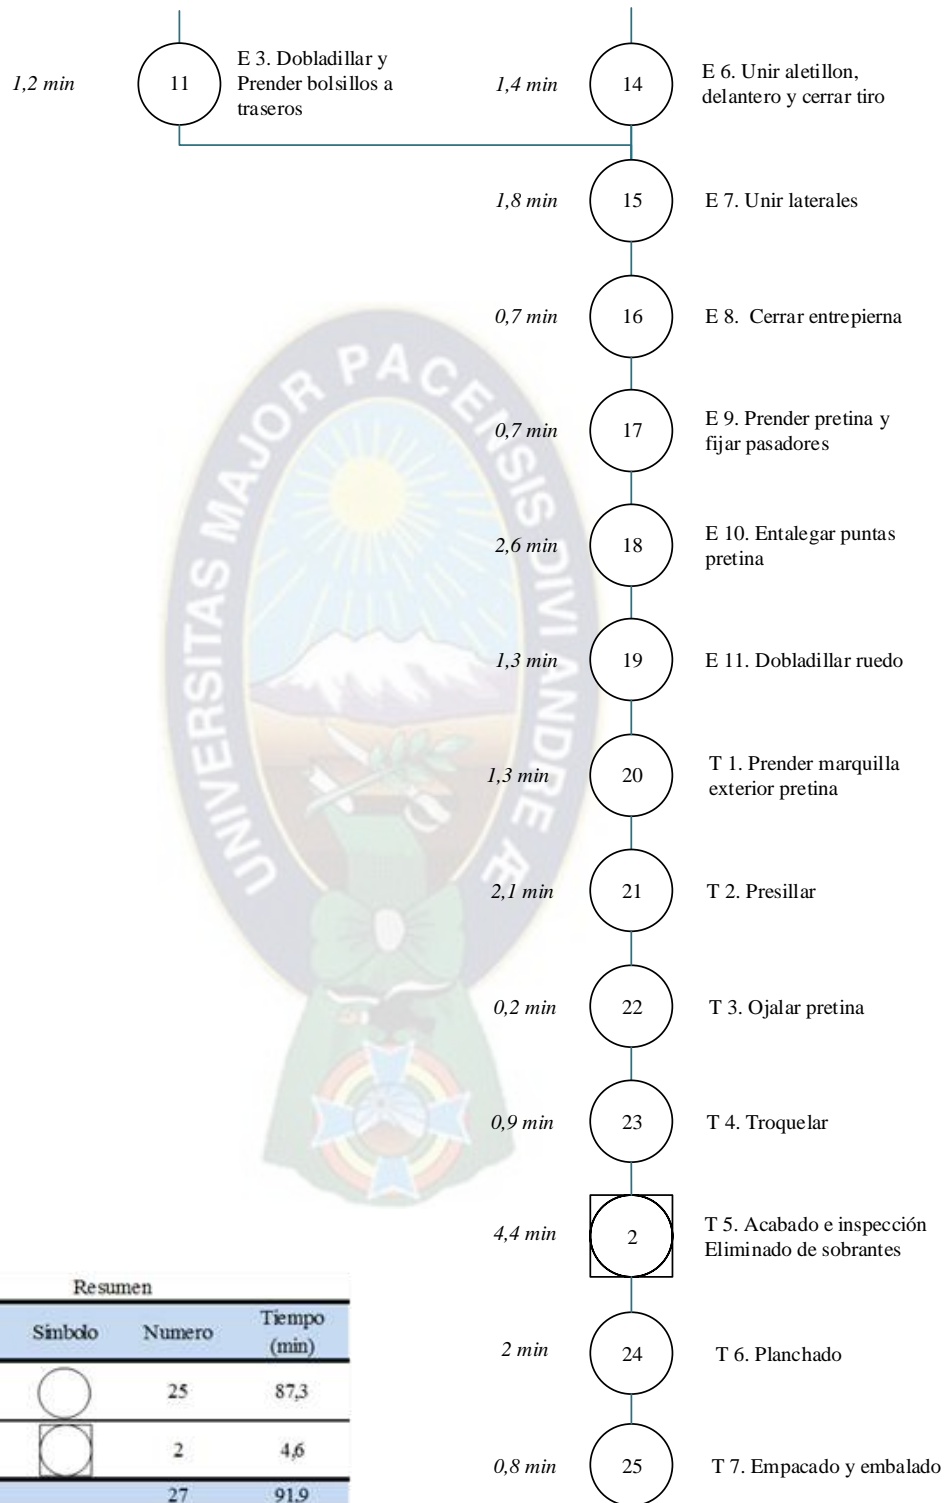 1,2 min
11
E 3. Dobladillar y
Prender bolsillos a
traseros
1,4 min
14
E 6. Unir aletillon,
delantero y cerrar tiro
1,8 min
15
E 7. Unir laterales
0,7 min
16
E 8. Cerrar entrepierna
0,7 min
17
E 9. Prender pretina y
fijar pasadores
2,6 min
18
E 10. Entalegar puntas
pretina
1,3 min
19
E 11. Dobladillar ruedo
1,3 min
20
T 1. Prender marquilla
exterior pretina
2,1 min
21
T 2. Presillar
0,2 min
22
T 3. Ojalar pretina
0,9 min
23
T 4. Troquelar
4,4 min
2
T 5. Acabado e inspección
Eliminado de sobrantes
2 min
24
T 6. Planchado
0,8 min
25
T 7. Empacado y embalado
UNIVERSITAS MAJOR PACENSIS DIVI ANDRE Æ
Resumen
Simbolo Numero Tiempo
(min)
25 87,3
2 4,6
27 91,9